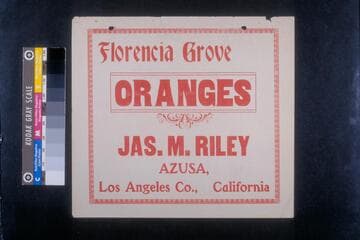 Florencia Grove
ORANGES
JAS. M. RILEY
AZUSA,
Los Angeles Co., California
KODAK GRAY SCALE
C
M